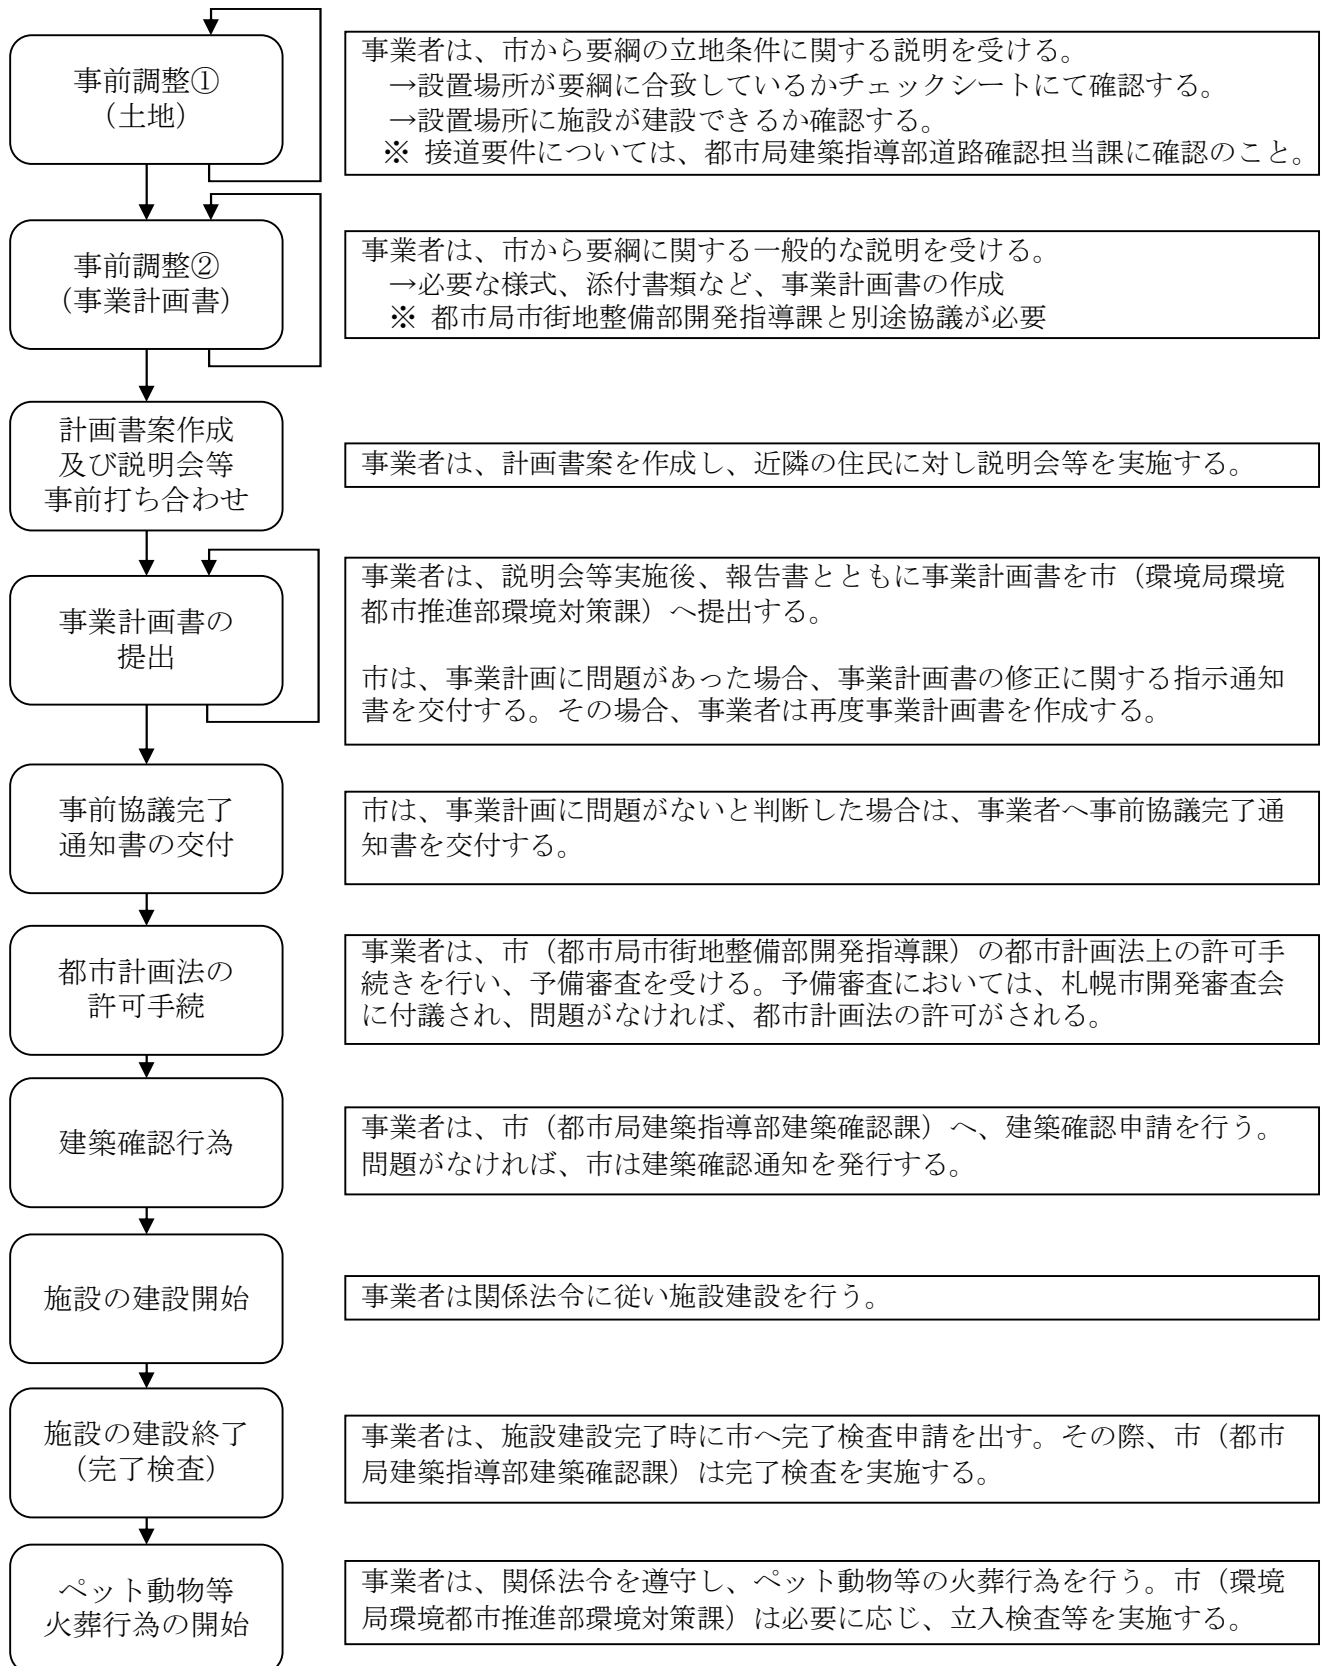 事前調整①
（土地）
事業者は、市から要綱の立地条件に関する説明を受ける。
→設置場所が要綱に合致しているかチェックシートにて確認する。
→設置場所に施設が建設できるか確認する。
※ 接道要件については、都市局建築指導部道路確認担当課に確認のこと。
事前調整②
（事業計画書）
事業者は、市から要綱に関する一般的な説明を受ける。
→必要な様式、添付書類など、事業計画書の作成
※ 都市局市街地整備部開発指導課と別途協議が必要
計画書案作成
及び説明会等
事前打ち合わせ
事業者は、計画書案を作成し、近隣の住民に対し説明会等を実施する。
事業計画書の
提出
事業者は、説明会等実施後、報告書とともに事業計画書を市（環境局環境
都市推進部環境対策課）へ提出する。
市は、事業計画に問題があった場合、事業計画書の修正に関する指示通知
書を交付する。その場合、事業者は再度事業計画書を作成する。
事前協議完了
通知書の交付
市は、事業計画に問題がないと判断した場合は、事業者へ事前協議完了通
知書を交付する。
都市計画法の
許可手続
事業者は、市（都市局市街地整備部開発指導課）の都市計画法上の許可手
続きを行い、予備審査を受ける。予備審査においては、札幌市開発審査会
に付議され、問題がなければ、都市計画法の許可がされる。
建築確認行為
事業者は、市（都市局建築指導部建築確認課）へ、建築確認申請を行う。
問題がなければ、市は建築確認通知を発行する。
施設の建設開始
事業者は関係法令に従い施設建設を行う。
施設の建設終了
（完了検査）
事業者は、施設建設完了時に市へ完了検査申請を出す。その際、市（都市
局建築指導部建築確認課）は完了検査を実施する。
ペット動物等
火葬行為の開始
事業者は、関係法令を遵守し、ペット動物等の火葬行為を行う。市（環境
局環境都市推進部環境対策課）は必要に応じ、立入検査等を実施する。